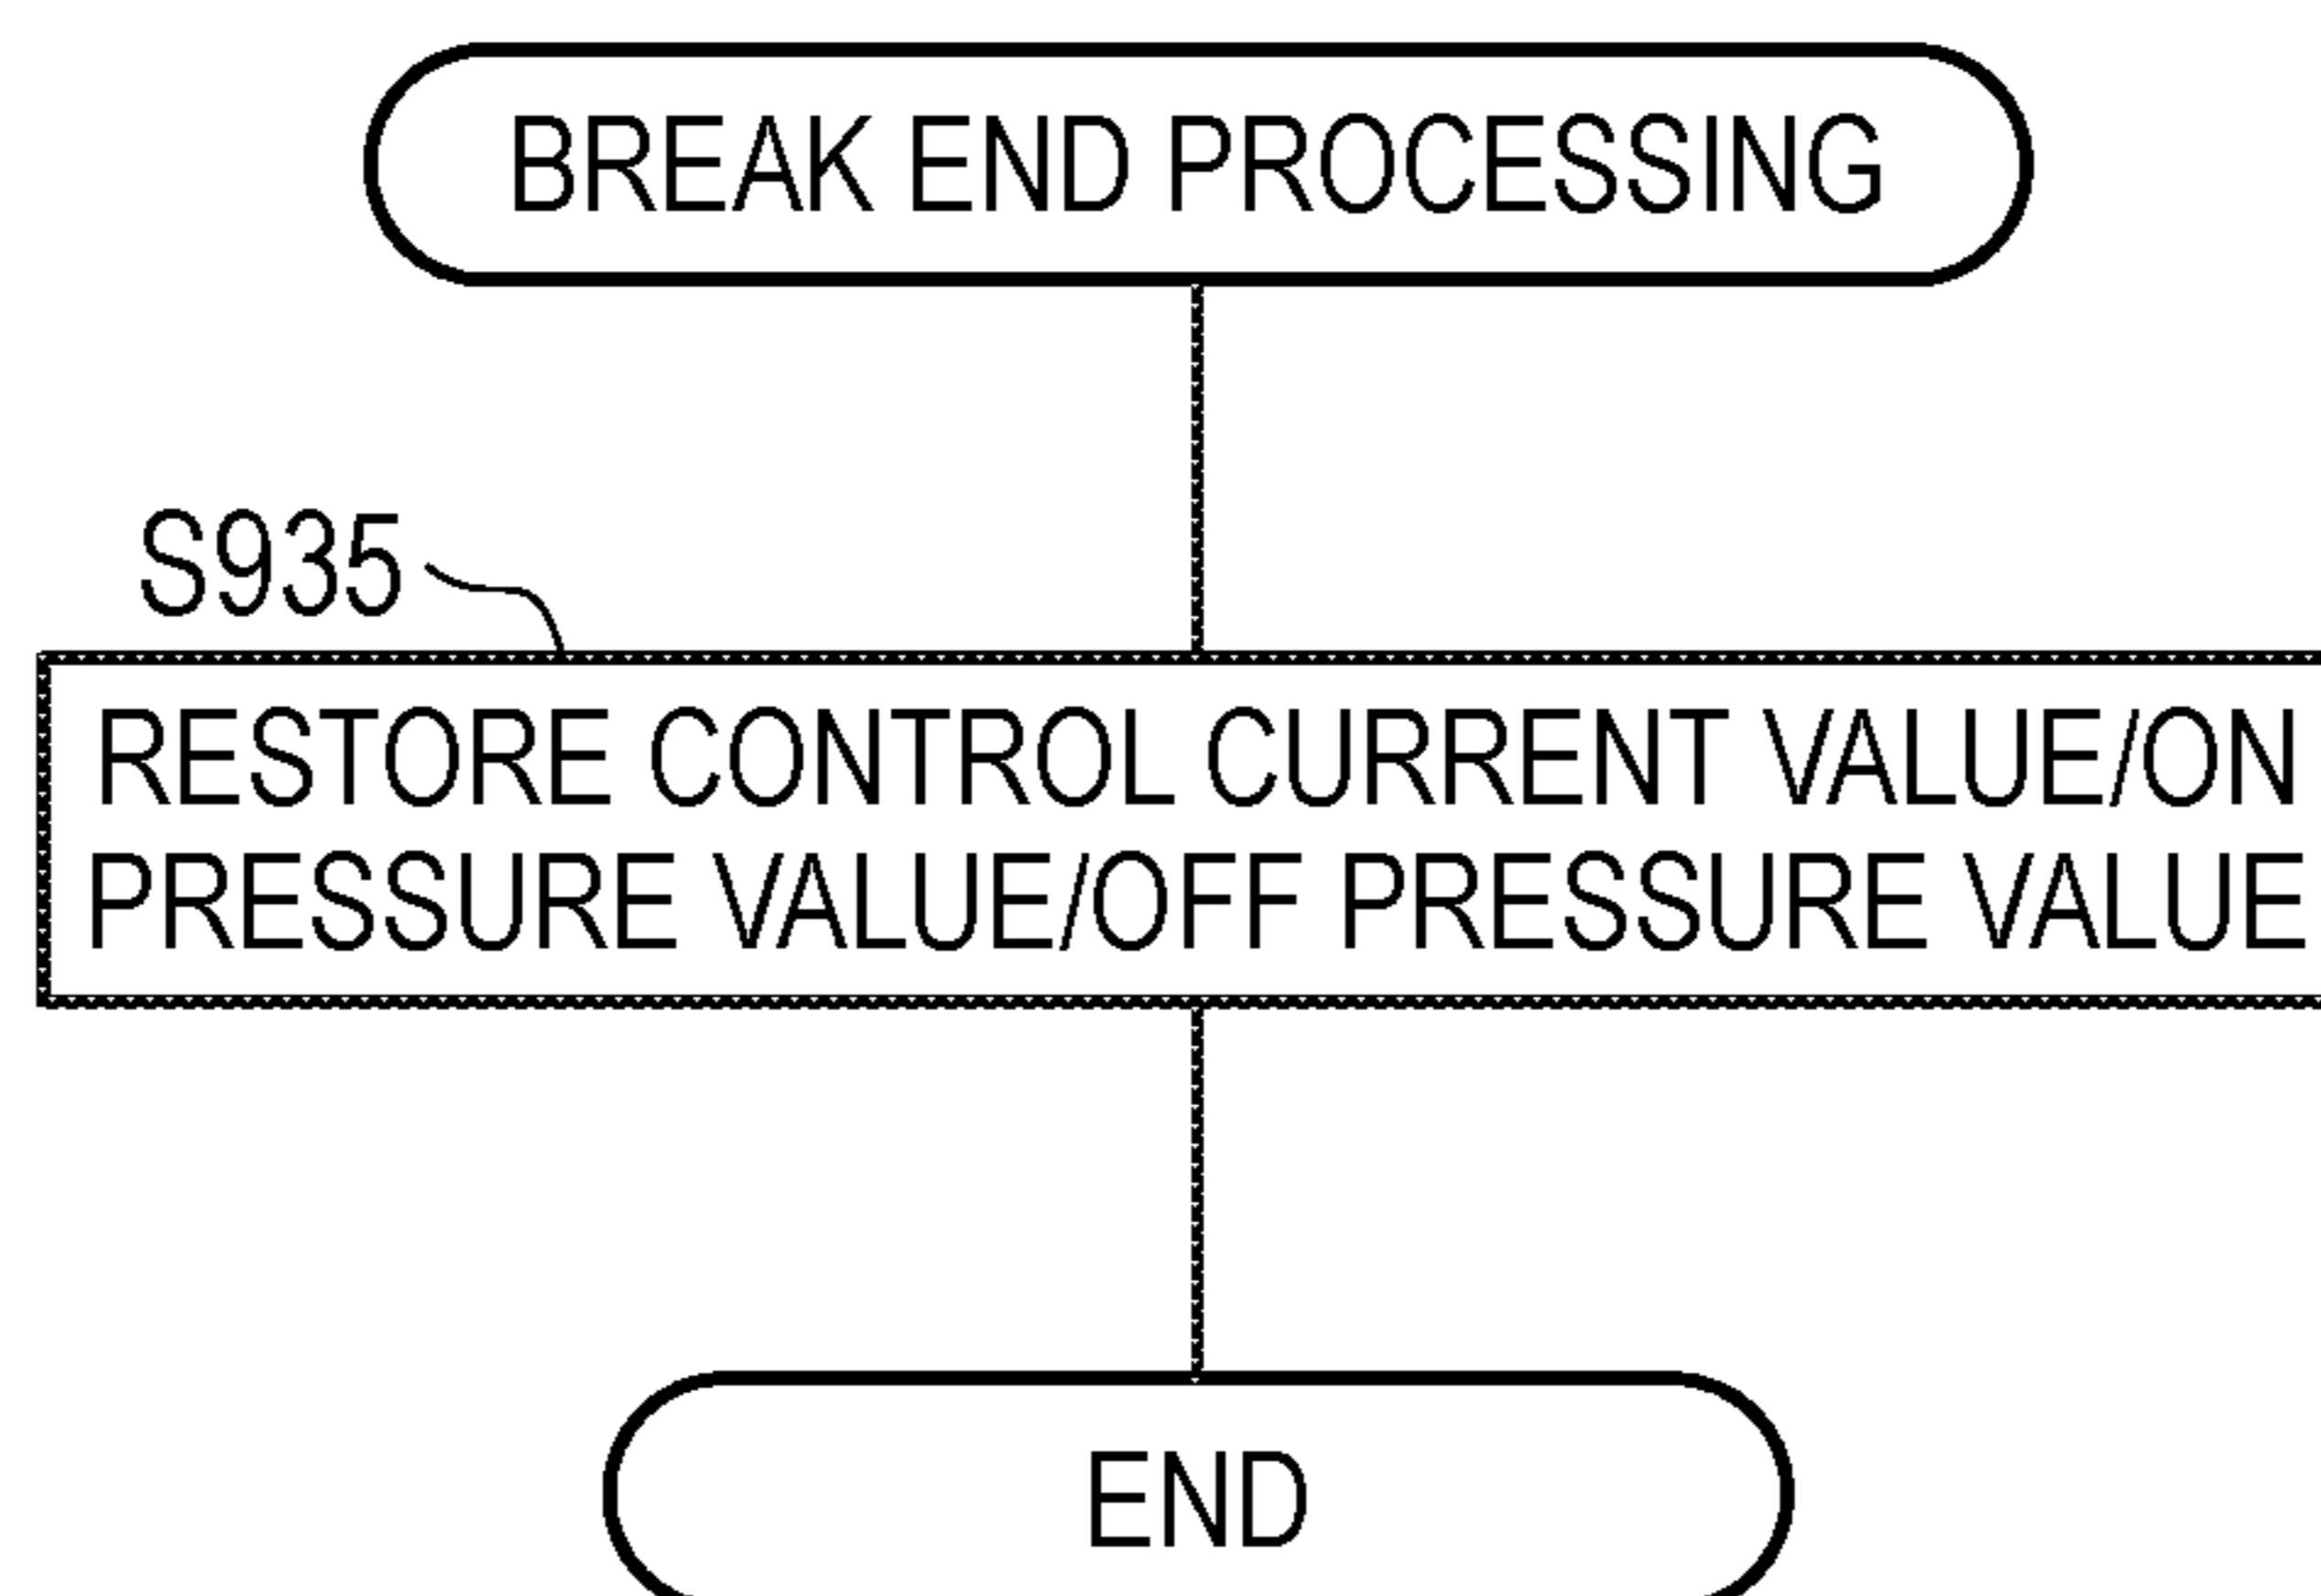 BREAK END PROCESSING
S935
RESTORE CONTROL CURRENT VALUE/ON
PRESSURE VALUE/OFF PRESSURE VALUE
END